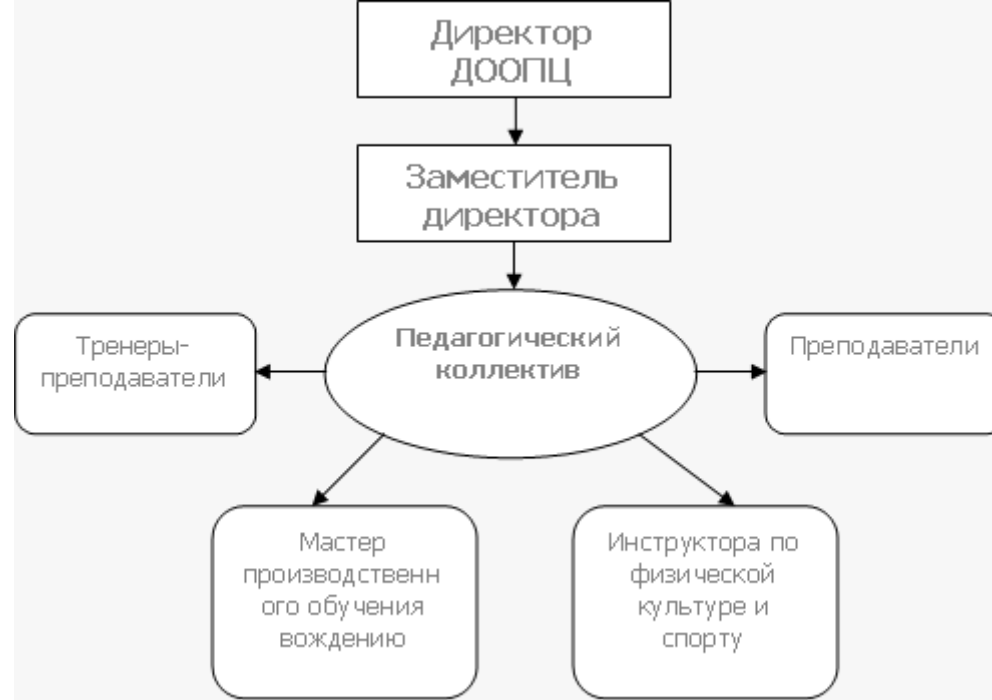 Директор
ДООПЦ
Заместитель
директора
Педагогический
коллектив
Тренеры-
преподаватели
Преподаватели
Мастер
производственн
ого обучения
вождению
Инструктора по
физической
культуре и
спорту